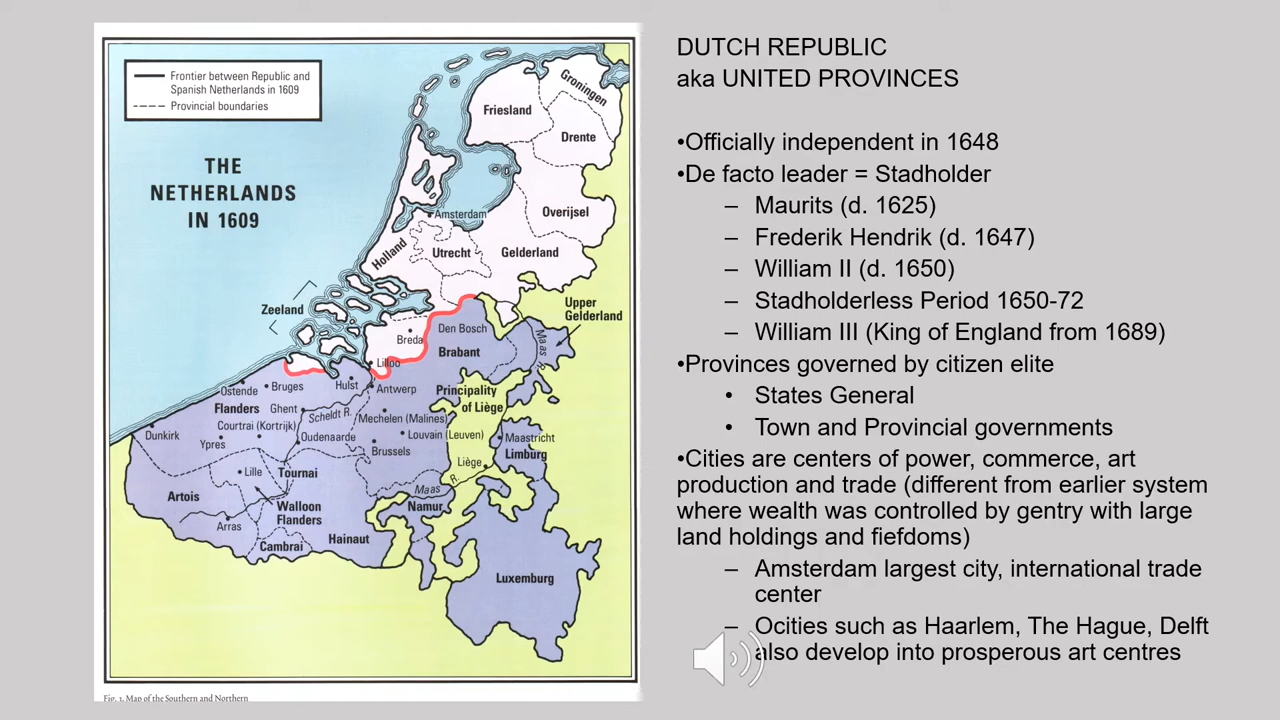 Frontier between Republic and
Spanish Netherlands in 1609
Provincial boundaries
THE
NETHERLANDS
IN 1609
Groningen
Friesland
Drente
Amsterdam
Overijsel
Holland
Utrecht
Gelderland
Zeeland
Upper
Gelderland
Den Bosch
Breda
Brabant
Maas R.
Lilloo
Ostende
Bruges
Hulst
Antwerp
Principality
of Liège
Flanders
Ghent
Scheldt R.
Mechelen (Malines)
Courtrai (Kortrijk)
Dunkirk
Ypres
Oudenaarde
Louvain (Leuven)
Maastricht
Brussels
Limburg
Lille
Tournai
Liège
Artois
Maas R.
Walloon
Flanders
Namur
Arras
Cambrai
Hainaut
Luxemburg
Fig. 1. Map of the Southern and Northern
DUTCH REPUBLIC
aka UNITED PROVINCES
•Officially independent in 1648
•De facto leader = Stadholder
– Maurits (d. 1625)
– Frederik Hendrik (d. 1647)
– William II (d. 1650)
– Stadholderless Period 1650-72
– William III (King of England from 1689)
•Provinces governed by citizen elite
• States General
• Town and Provincial governments
•Cities are centers of power, commerce, art
production and trade (different from earlier system
where wealth was controlled by gentry with large
land holdings and fiefdoms)
– Amsterdam largest city, international trade
center
– Ocities such as Haarlem, The Hague, Delft
also develop into prosperous art centres